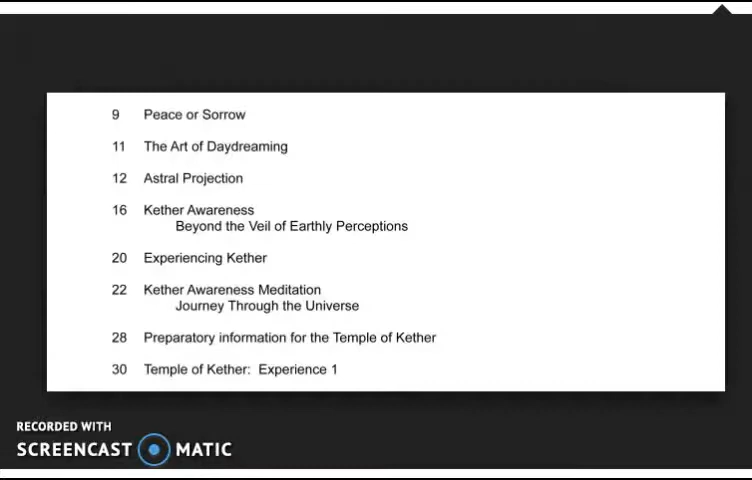 9 Peace or Sorrow
11 The Art of Daydreaming
12 Astral Projection
16 Kether Awareness
Beyond the Veil of Earthly Perceptions
20 Experiencing Kether
22 Kether Awareness Meditation
Journey Through the Universe
28 Preparatory information for the Temple of Kether
30 Temple of Kether: Experience 1
RECORDED WITH
SCREENCAST MATIC